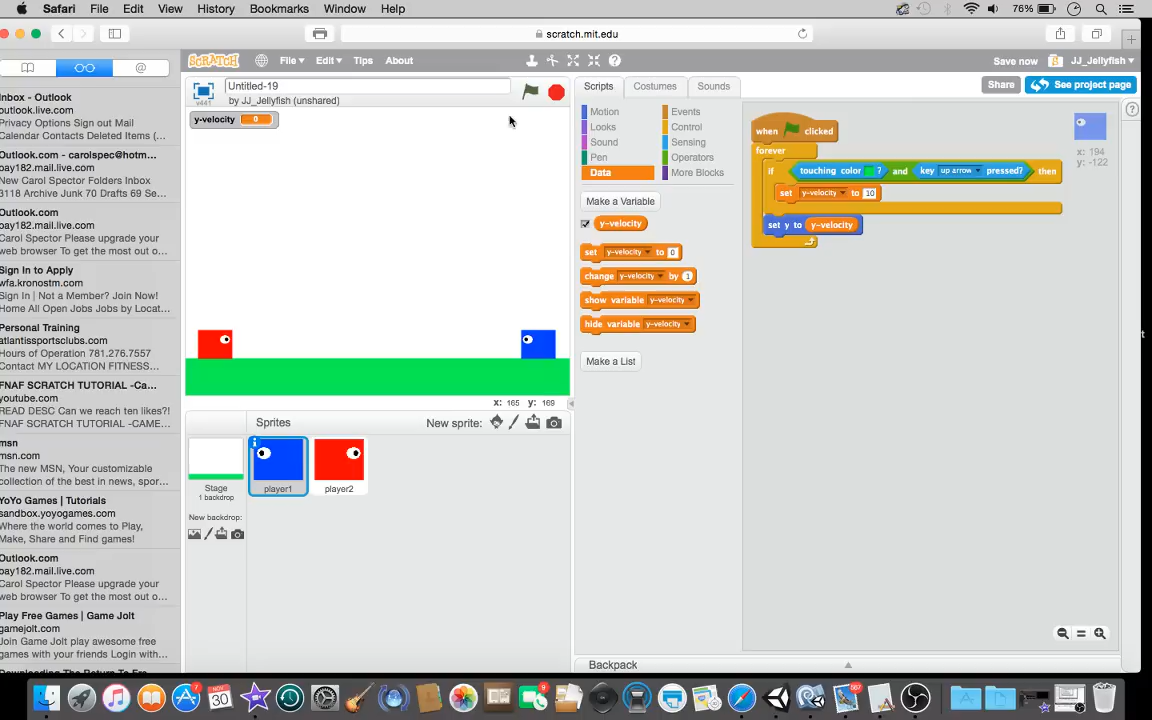 Safari File Edit View History Bookmarks Window Help 76%
scratch.mit.edu
@
Inbox - Outlook
outlook.live.com
Privacy Options Sign out Mail
Calendar Contacts Deleted Items (...
Outlook.com - carolspec@hotm...
pay182.mail.live.com
New Carol Spector Folders Inbox
3118 Archive Junk 70 Drafts 69 Se...
Outlook.com
bay182.mail.live.com
Carol Spector Please upgrade your
web browser To get the most out o...
Sign In to Apply
wfa.kronostm.com
Sign In | Not a Member? Join Now!
Home All Open Jobs Jobs by Locat...
Personal Training
atlantissportsclubs.com
Hours of Operation 781.276.7557
Contact MY LOCATION FITNESS...
FNAF SCRATCH TUTORIAL -Ca...
youtube.com
READ DESC Can we reach ten likes?!
FNAF SCRATCH TUTORIAL -CAME...
msn
msn.com
The new MSN, Your customizable
collection of the best in news, spor...
YoYo Games | Tutorials
sandbox.yoyogames.com
Where the world comes to Play,
Make, Share and Find games!
Outlook.com
bay182.mail.live.com
Carol Spector Please upgrade your
web browser To get the most out o...
Play Free Games | Game Jolt
gamejolt.com
Join Game Jolt play awesome free
games with your friends Login with...
SCRATCH File Edit Tips About
Save now JJ_Jellyfish
Untitled-19
by JJ_Jellyfish (unshared)
v441
y-velocity 0
x: 165 y: 169
Sprites New sprite:
Stage
1 backdrop
New backdrop:
player1
player2
Scripts Costumes Sounds
Share See project page
Motion Events
Looks Control
Sound Sensing
Pen Operators
Data More Blocks
Make a Variable
y-velocity
set y-velocity to 0
change y-velocity by 1
show variable y-velocity
hide variable y-velocity
Make a List
when clicked
forever
if touching color ? and key up arrow pressed? then
set y-velocity to 10
set y to y-velocity
x: 194
y: -122
?
Backpack
NOV
30